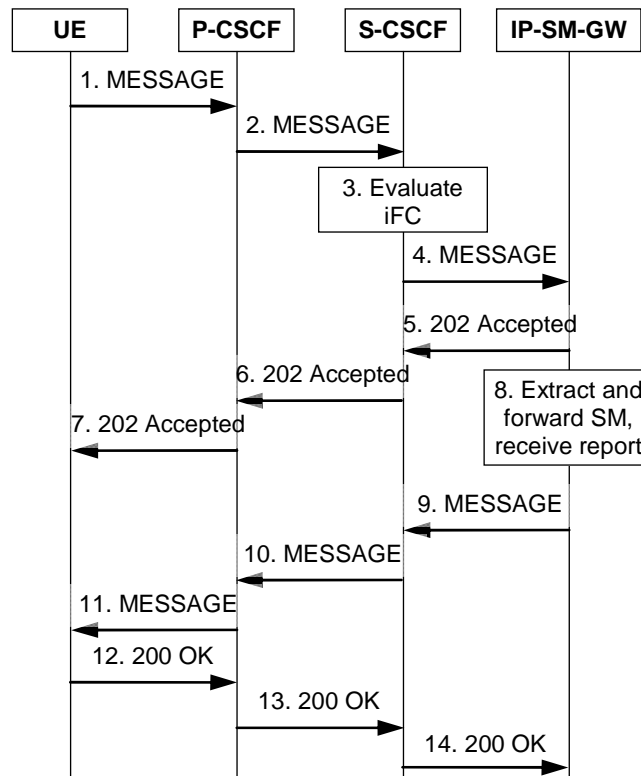 UE
P-CSCF
S-CSCF
IP-SM-GW
1. MESSAGE
2. MESSAGE
3. Evaluate
iFC
4. MESSAGE
5. 202 Accepted
6. 202 Accepted
7. 202 Accepted
8. Extract and
forward SM,
receive report
9. MESSAGE
10. MESSAGE
11. MESSAGE
12. 200 OK
13. 200 OK
14. 200 OK